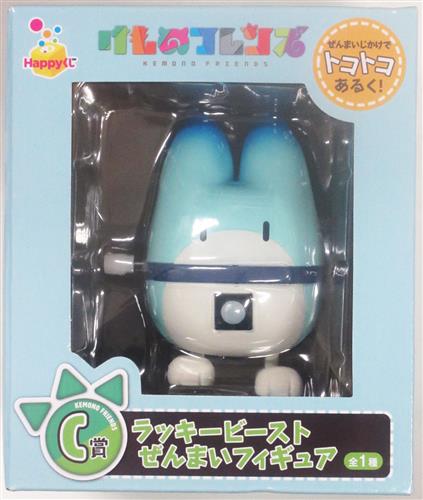 Happyくじ
けものフレンズ
KEMONO FRIENDS
ぜんまいじかけで
トコトコ
あるく!
KEMONO FRIENDS
C賞
ラッキービースト
ぜんまいフィギュア
全1種